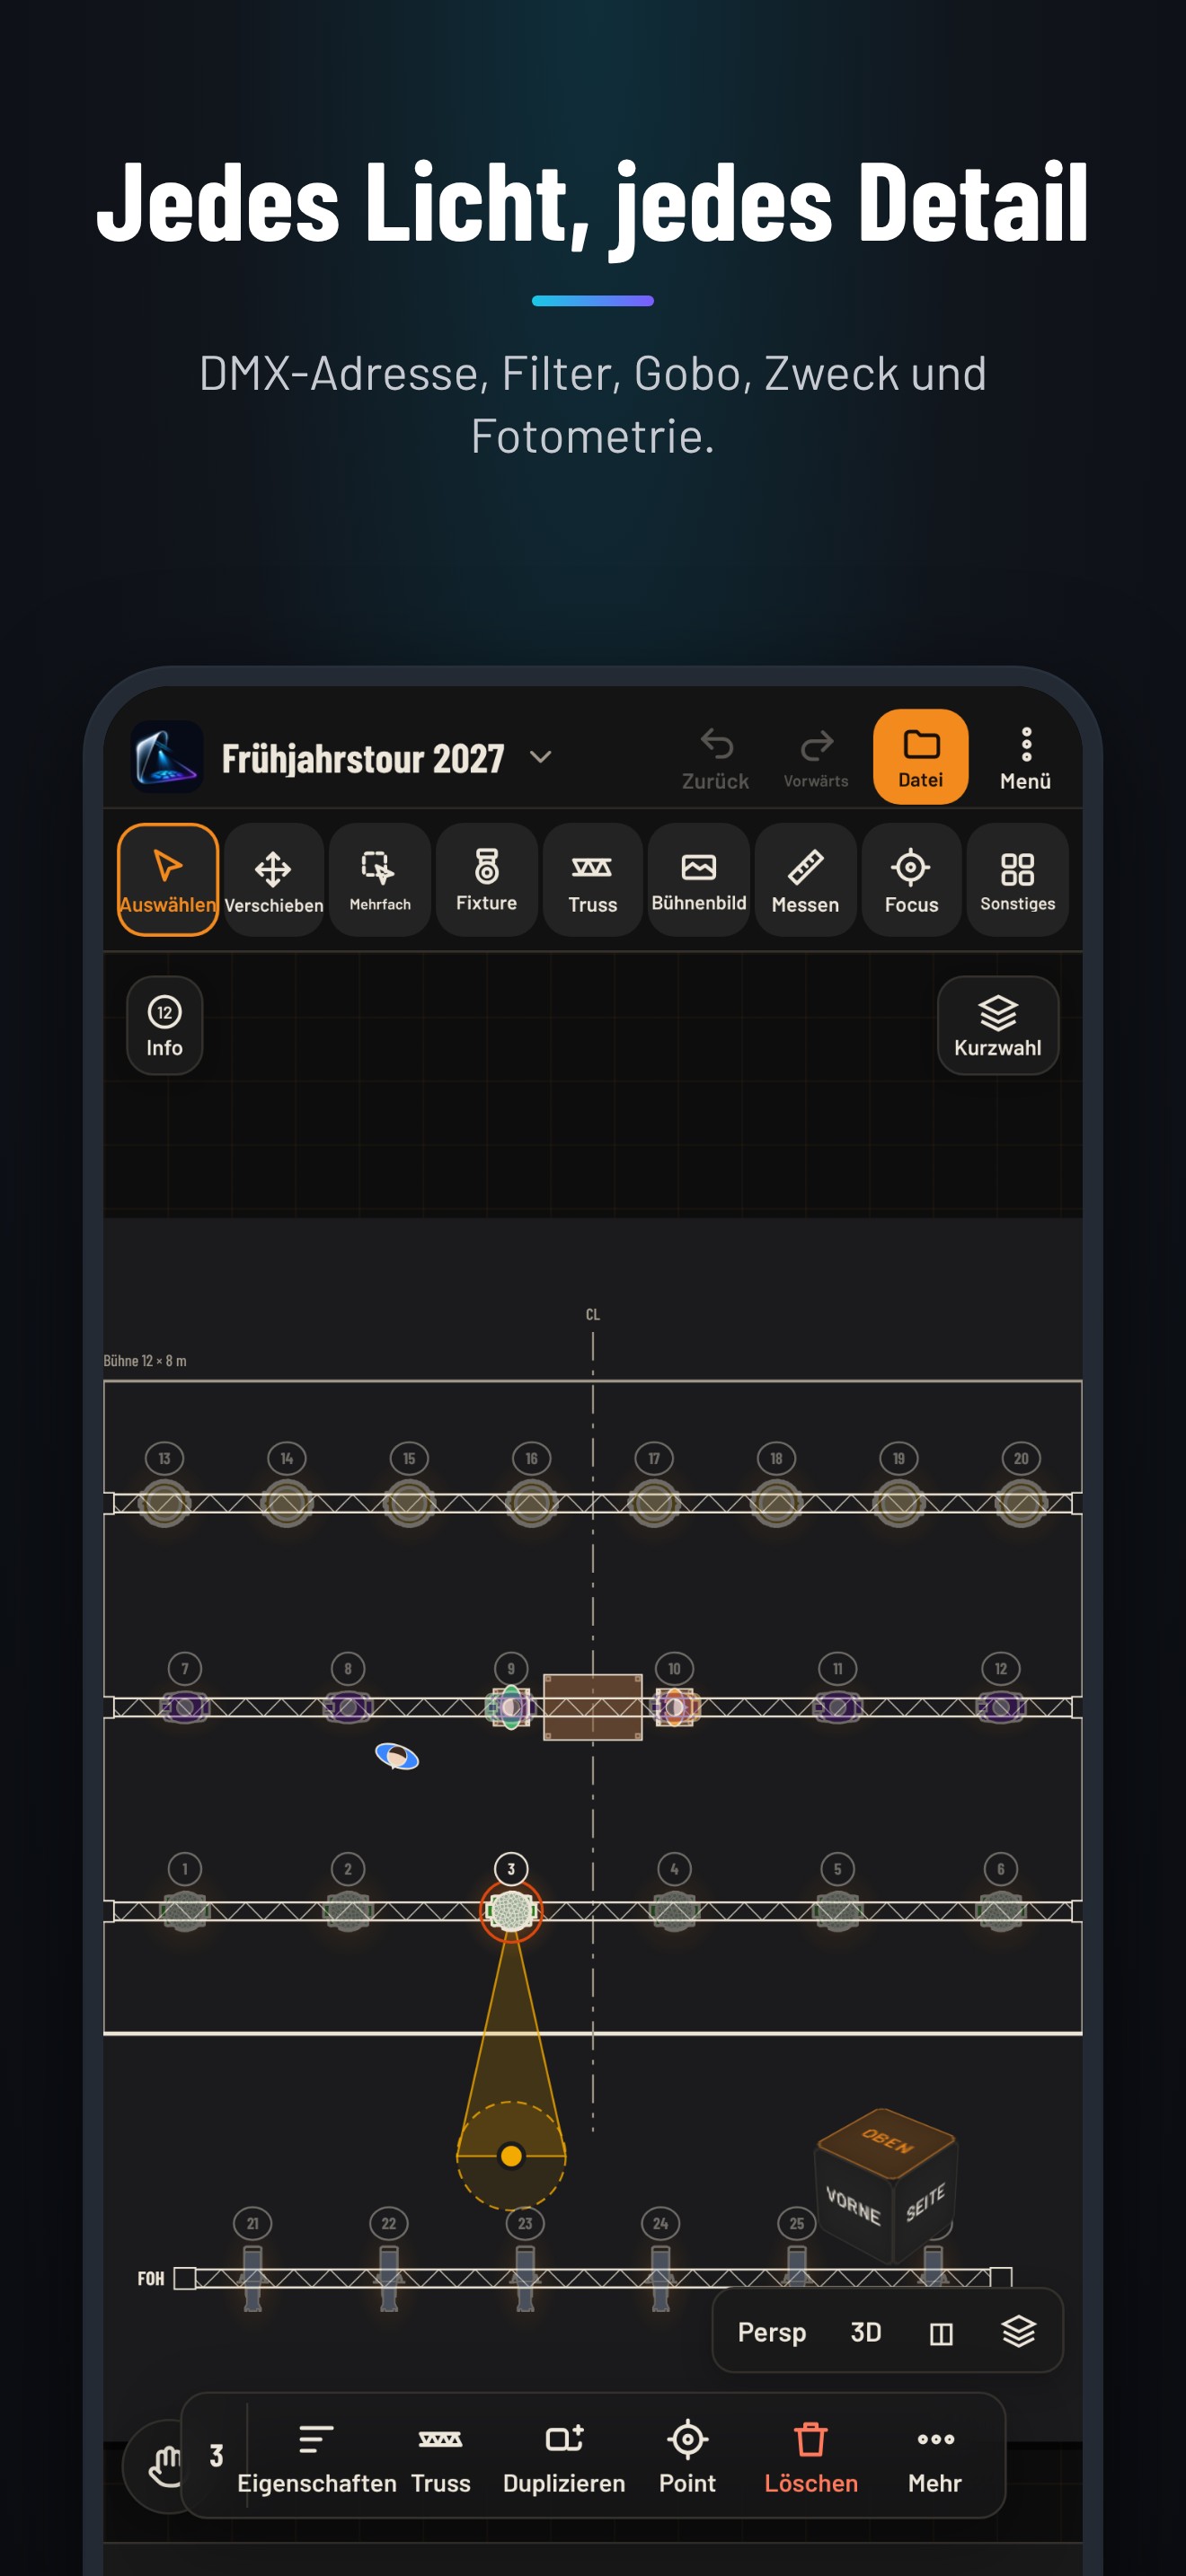 Jedes Licht, jedes Detail
DMX-Adresse, Filter, Gobo, Zweck und
Fotometrie.
Frühjahrstour 2027
Zurück
Vorwärts
Datei
Menü
Auswählen
Verschieben
Mehrfach
Fixture
Truss
Bühnenbild
Messen
Focus
Sonstiges
12
Info
Kurzwahl
CL
Bühne 12 × 8 m
13 14 15 16 17 18 19 20
7 8 9 10 11 12
1 2 3 4 5 6
OBEN
VORNE
SEITE
21 22 23 24 25
FOH
Persp
3D
3
Eigenschaften
Truss
Duplizieren
Point
Löschen
Mehr